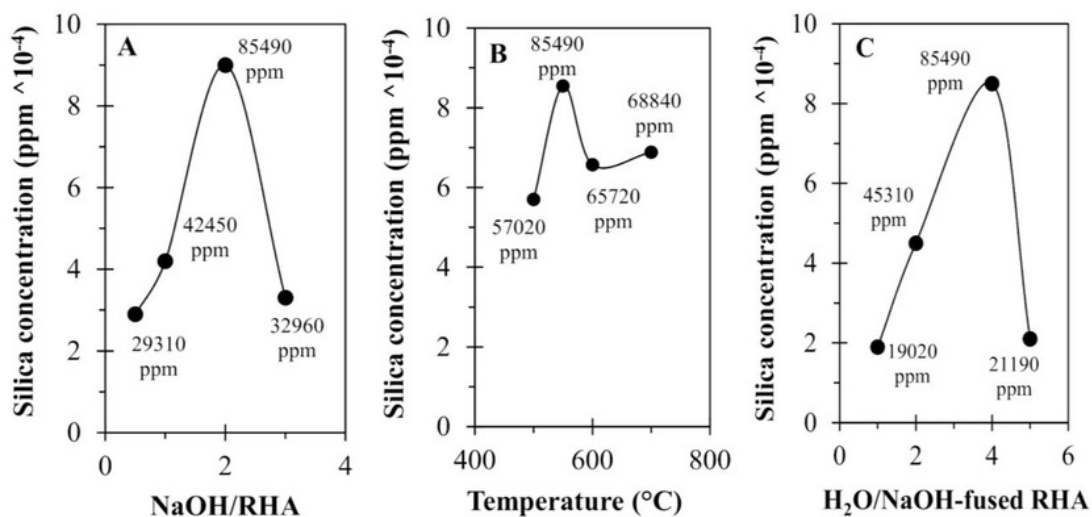 A
Silica concentration (ppm ^10⁻⁴)
10
8
6
4
2
0
85490
ppm
42450
ppm
29310
ppm
32960
ppm
0
2
4
NaOH/RHA
B
Silica concentration (ppm ^10⁻⁴)
10
8
6
4
2
0
85490
ppm
68840
ppm
57020
ppm
65720
ppm
400
600
800
Temperature (°C)
C
Silica concentration (ppm ^10⁻⁴)
10
8
6
4
2
0
85490
ppm
45310
ppm
19020
ppm
21190
ppm
0
2
4
6
H₂O/NaOH-fused RHA